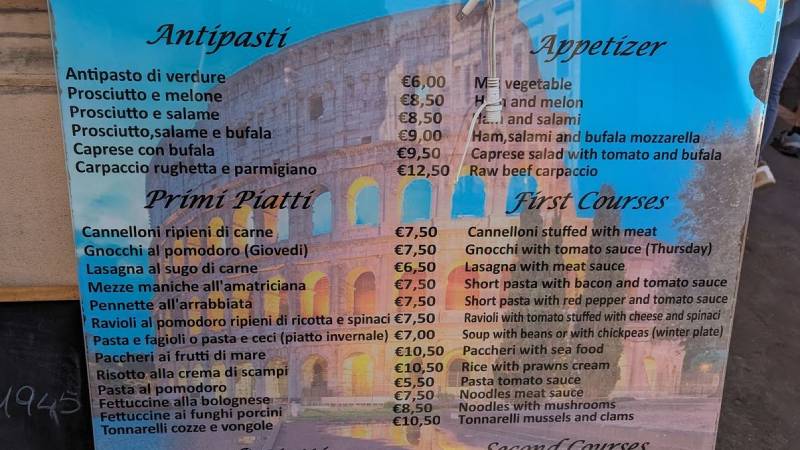 Antipasti Appetizer
Antipasto di verdure €6,00 vegetable
Prosciutto e melone €8,50 and melon
Prosciutto e salame €8,50 and salami
Prosciutto,salame e bufala €9,00 Ham,salami and bufala mozzarella
Caprese con bufala €9,50 Caprese salad with tomato and bufala
Carpaccio rughetta e parmigiano €12,50 Raw beef carpaccio
Primi Piatti First Courses
Cannelloni ripieni di carne €7,50 Cannelloni stuffed with meat
Gnocchi al pomodoro (Giovedi) €7,50 Gnocchi with tomato sauce (Thursday)
Lasagna al sugo di carne €6,50 Lasagna with meat sauce
Mezze maniche all'amatriciana €7,50 Short pasta with bacon and tomato sauce
Pennette all'arrabbiata €7,50 Short pasta with red pepper and tomato sauce
Ravioli al pomodoro ripieni di ricotta e spinaci €7,50 Ravioli with tomato stuffed with cheese and spinaci
Pasta e fagioli o pasta e ceci (piatto invernale) €7,00 Soup with beans or with chickpeas (winter plate)
Paccheri ai frutti di mare €10,50 Paccheri with sea food
Risotto alla crema di scampi €10,50 Rice with prawns cream
Pasta al pomodoro €5,50 Pasta tomato sauce
Fettuccine alla bolognese €7,50 Noodles meat sauce
Fettuccine ai funghi porcini €8,50 Noodles with mushrooms
Tonnarelli cozze e vongole €10,50 Tonnarelli mussels and clams
Second Courses
1945